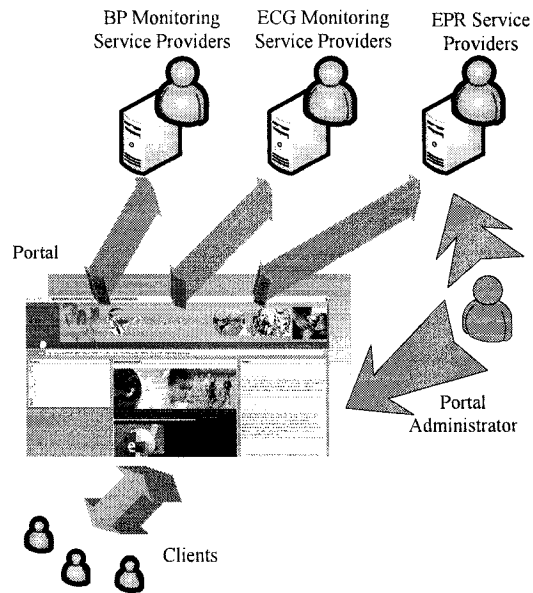 BP Monitoring
Service Providers
ECG Monitoring
Service Providers
EPR Service
Providers
Portal
Portal
Administrator
Clients